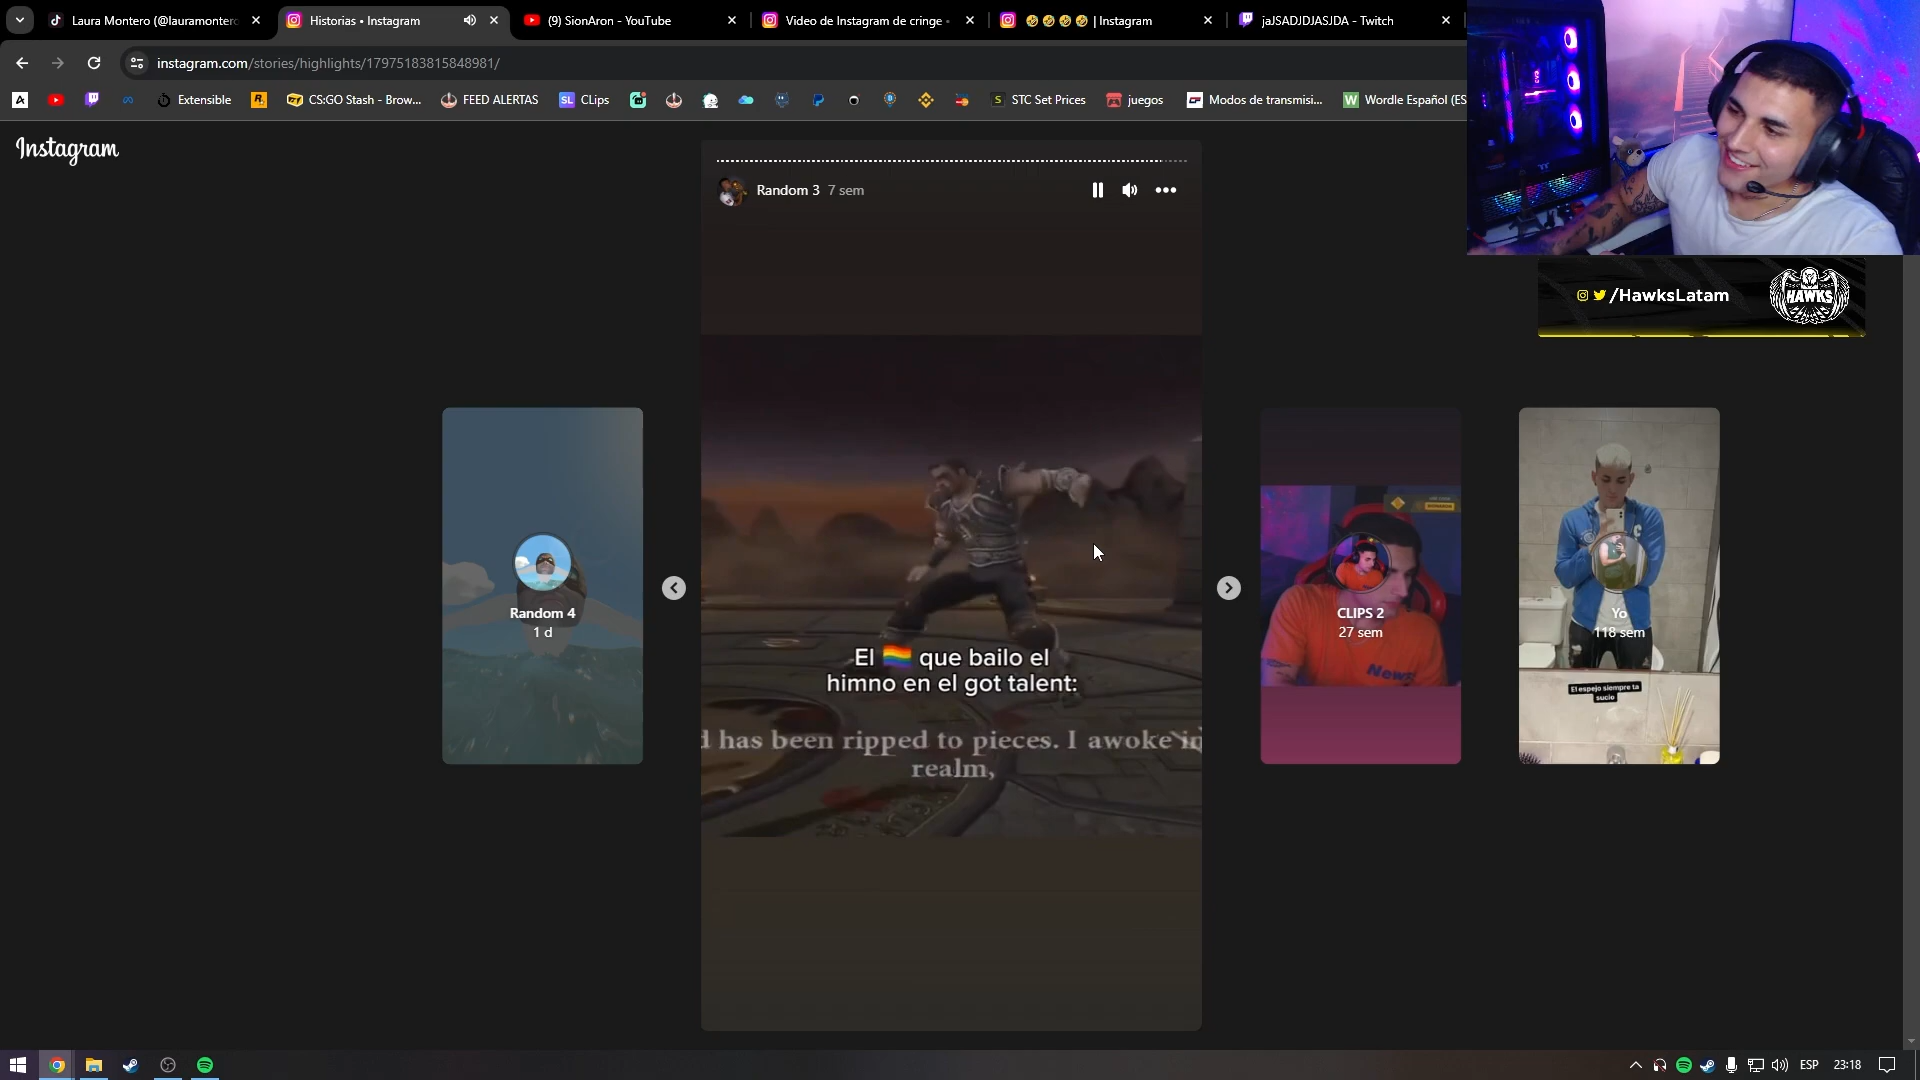 Laura Montero (@lauramontero
Historias • Instagram
(9) SionAron - YouTube
Video de Instagram de cringe •
🤣🤣🤣🤣 | Instagram
jaJSADJDJASJDA - Twitch
instagram.com/stories/highlights/17975183815848981/
Extensible
CS:GO Stash - Brow...
FEED ALERTAS
SL CLips
S STC Set Prices
juegos
Modos de transmisi...
W Wordle Español (ES
Instagram
Random 3 7 sem
/HawksLatam
HAWKS
Random 4
1 d
El 🏳️‍🌈 que bailo el
himno en el got talent:
d has been ripped to pieces. I awoke in
realm,
CLIPS 2
27 sem
Yo
118 sem
El espejo siempre ta
sucio
ESP
23:18